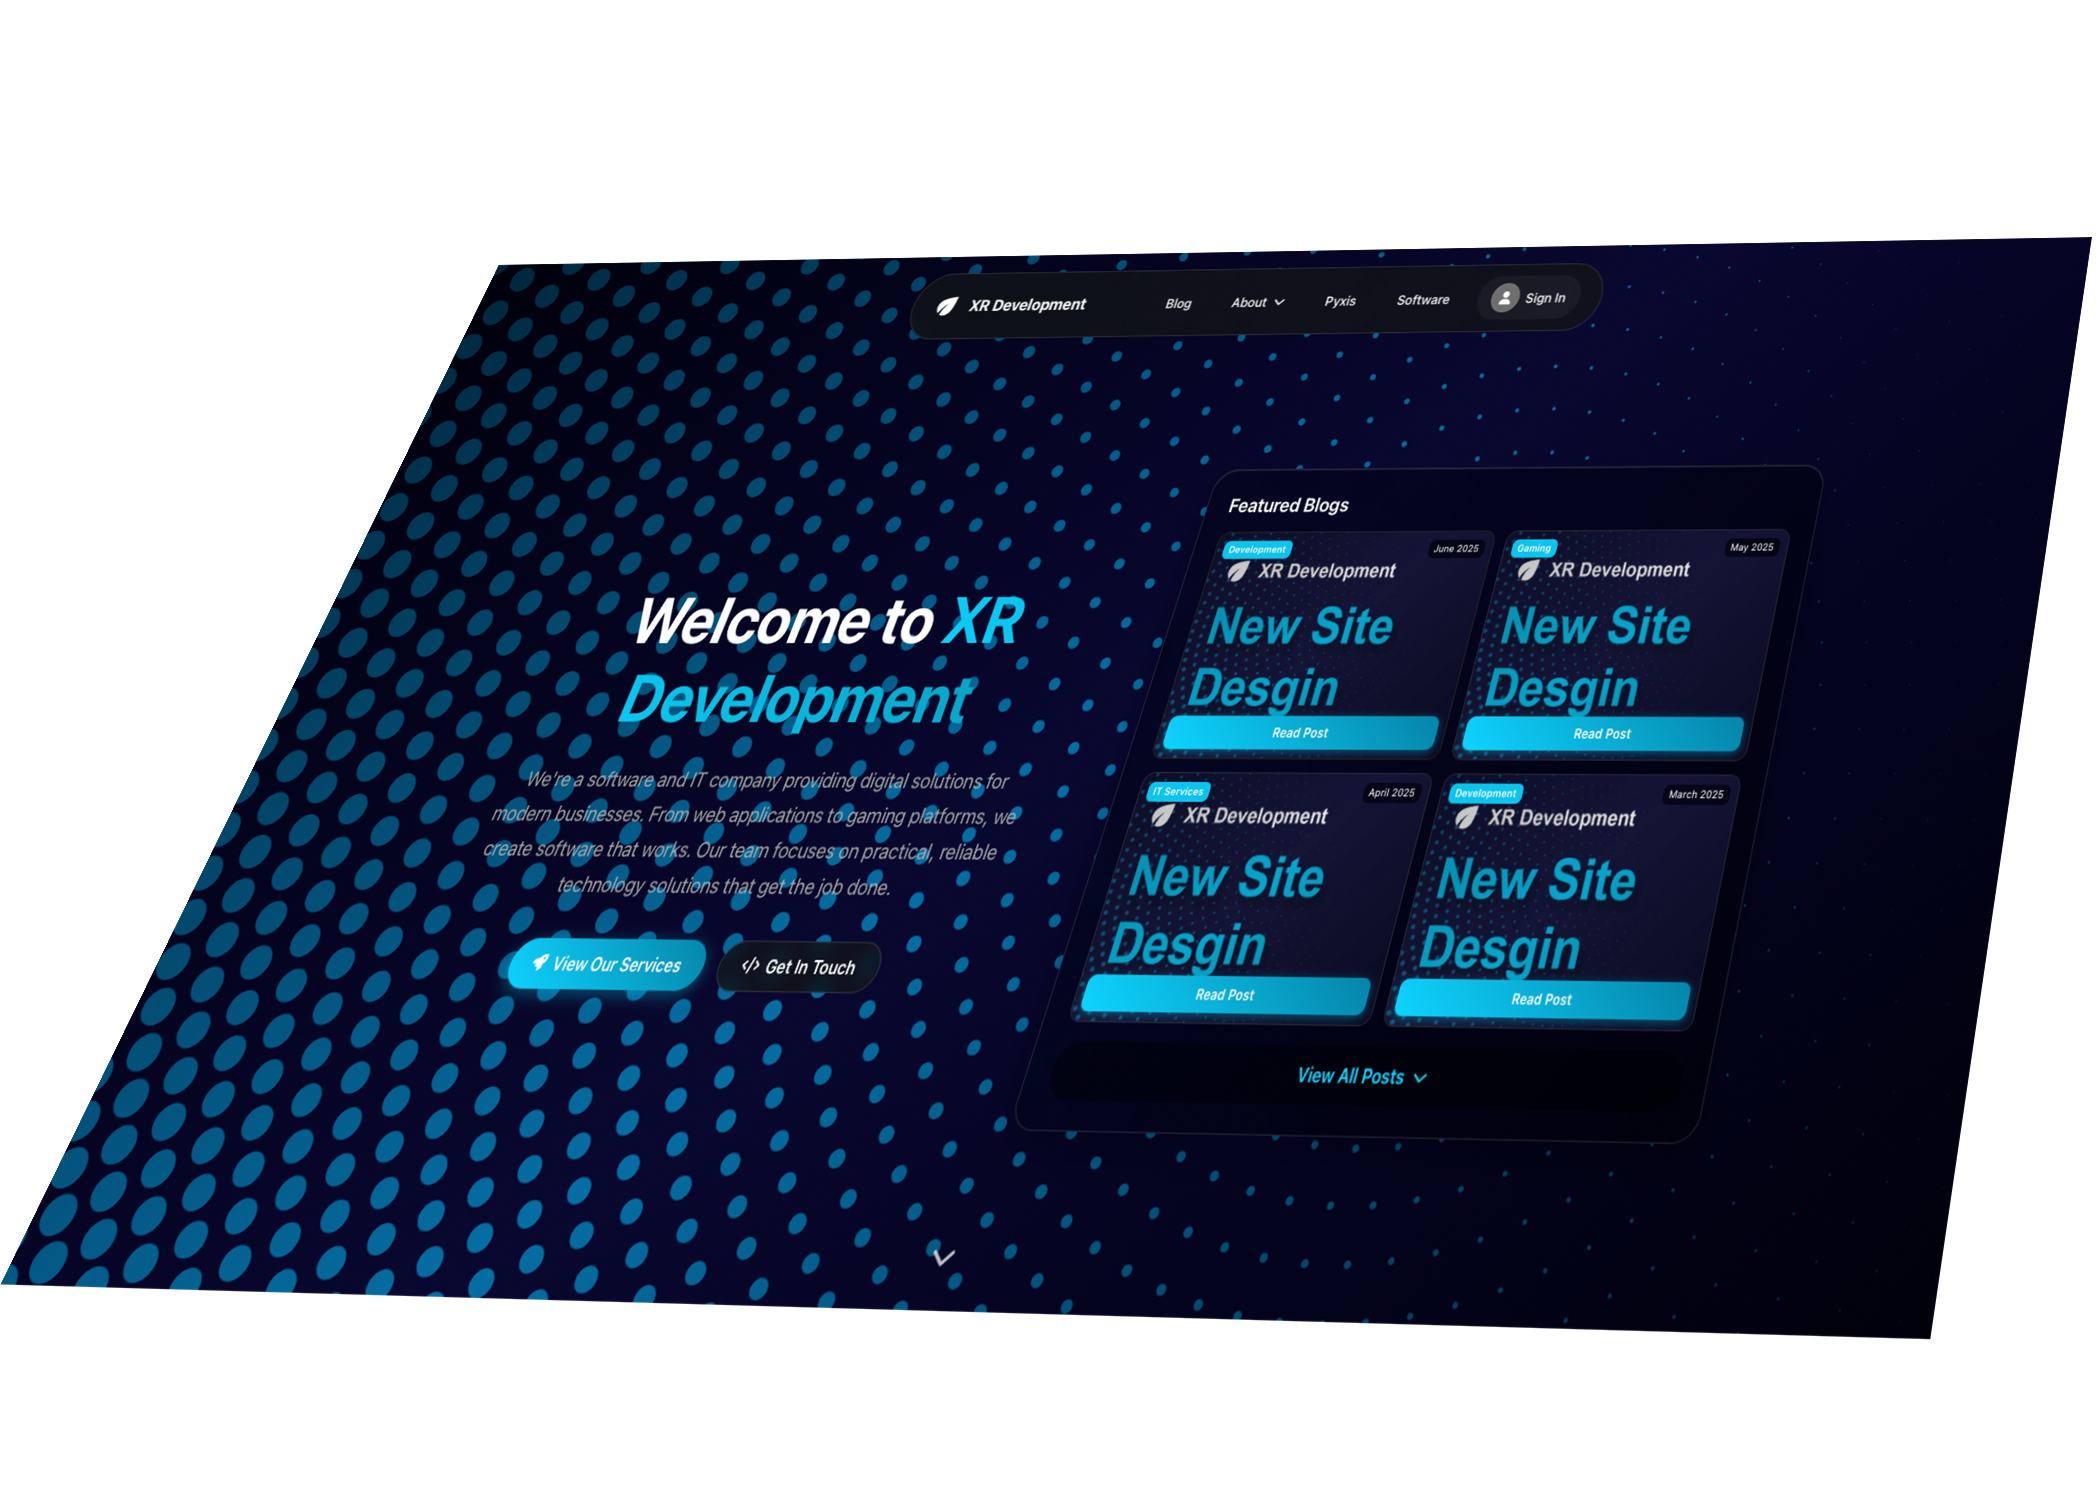 XR Development
Blog
About
Pyxis
Software
Sign In
Welcome to XR
Development
We're a software and IT company providing digital solutions for
modern businesses. From web applications to gaming platforms, we
create software that works. Our team focuses on practical, reliable
technology solutions that get the job done.
View Our Services
</> Get In Touch
Featured Blogs
Development
June 2025
XR Development
New Site
Desgin
Read Post
Gaming
May 2025
XR Development
New Site
Desgin
Read Post
IT Services
April 2025
XR Development
New Site
Desgin
Read Post
Development
March 2025
XR Development
New Site
Desgin
Read Post
View All Posts